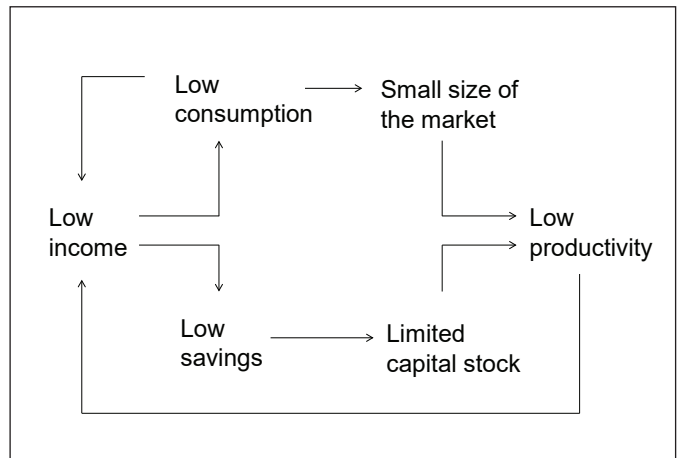 Low
consumption
Small size of
the market
Low
income
Low
productivity
Low
savings
Limited
capital stock